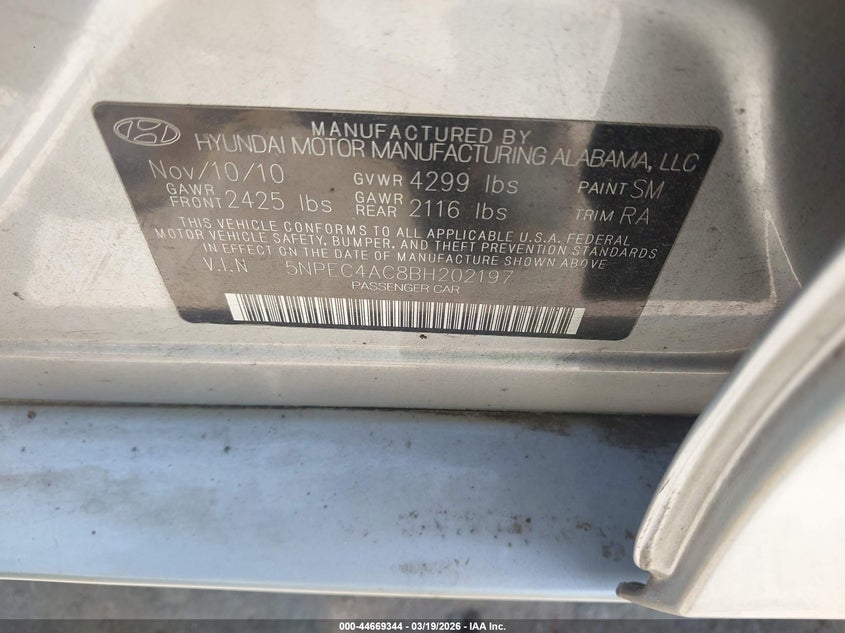 MANUFACTURED BY
HYUNDAI MOTOR MANUFACTURING ALABAMA, LLC
Nov/10/10 GVWR 4299 lbs PAINT SM
GAWR FRONT 2425 lbs GAWR REAR 2116 lbs TRIM RA
THIS VEHICLE CONFORMS TO ALL APPLICABLE U.S.A. FEDERAL
MOTOR VEHICLE SAFETY, BUMPER, AND THEFT PREVENTION STANDARDS
IN EFFECT ON THE DATE OF MANUFACTURE SHOWN ABOVE.
V.I.N 5NPEC4AC8BH202197
PASSENGER CAR
000-44669344 | 03/19/2026 | IAA Inc.